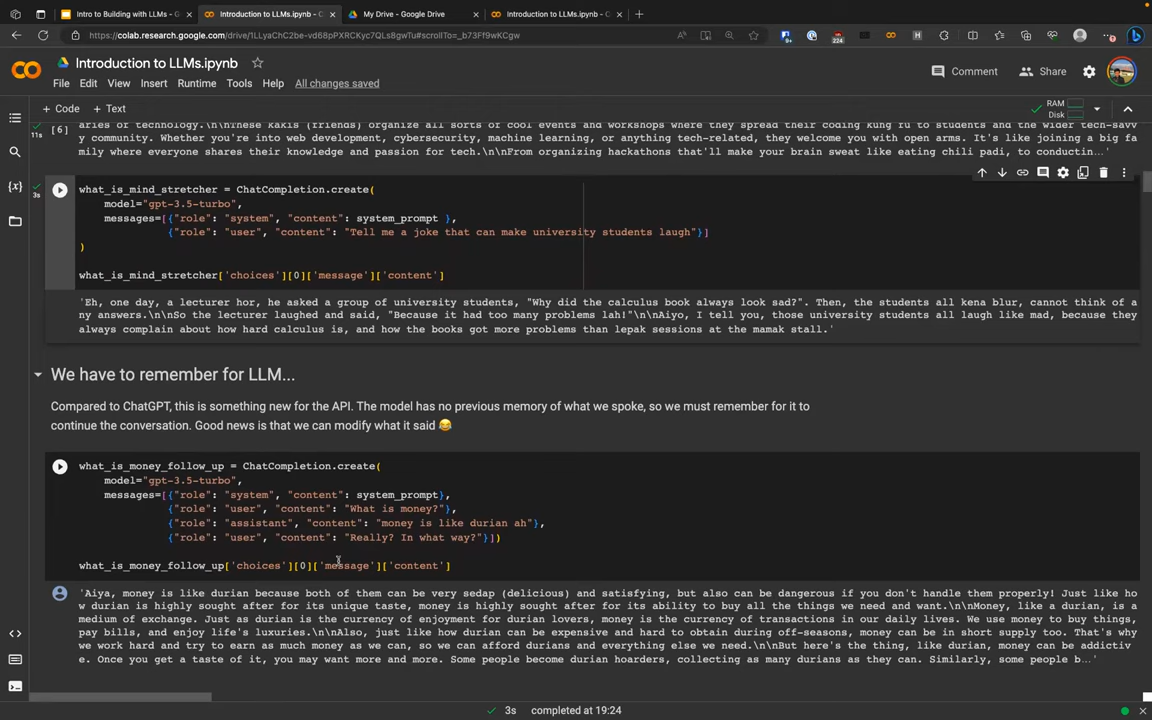 Intro to Building with LLMs - G
Introduction to LLMs.ipynb - C
My Drive - Google Drive
Introduction to LLMs.ipynb - C
https://colab.research.google.com/drive/1LLyaChC2be-vd68pPXRCKyc7QLs8gwTu#scrollTo=_b73Ff9wKCgw
224
Introduction to LLMs.ipynb
File Edit View Insert Runtime Tools Help All changes saved
Comment
Share
+ Code + Text
RAM
Disk
11s
[6]
aries of technology.\n\nThese kakis (friends) organize all sorts of cool events and workshops where they spread their coding kung fu to students and the wider tech-savv
y community. Whether you're into web development, cybersecurity, machine learning, or anything tech-related, they welcome you with open arms. It's like joining a big fa
mily where everyone shares their knowledge and passion for tech.\n\nFrom organizing hackathons that'll make your brain sweat like eating chili padi, to conductin…'
3s
what_is_mind_stretcher = ChatCompletion.create(
model="gpt-3.5-turbo",
messages=[{"role": "system", "content": system_prompt },
{"role": "user", "content": "Tell me a joke that can make university students laugh"}]
)
what_is_mind_stretcher['choices'][0]['message']['content']
'Eh, one day, a lecturer hor, he asked a group of university students, "Why did the calculus book always look sad?". Then, the students all kena blur, cannot think of a
ny answers.\n\nSo the lecturer laughed and said, "Because it had too many problems lah!"\n\nAiyo, I tell you, those university students all laugh like mad, because they
always complain about how hard calculus is, and how the books got more problems than lepak sessions at the mamak stall.'
We have to remember for LLM...
Compared to ChatGPT, this is something new for the API. The model has no previous memory of what we spoke, so we must remember for it to
continue the conversation. Good news is that we can modify what it said 😂
what_is_money_follow_up = ChatCompletion.create(
model="gpt-3.5-turbo",
messages=[{"role": "system", "content": system_prompt},
{"role": "user", "content": "What is money?"},
{"role": "assistant", "content": "money is like durian ah"},
{"role": "user", "content": "Really? In what way?"}])
what_is_money_follow_up['choices'][0]['message']['content']
'Aiya, money is like durian because both of them can be very sedap (delicious) and satisfying, but also can be dangerous if you don't handle them properly! Just like ho
w durian is highly sought after for its unique taste, money is highly sought after for its ability to buy all the things we need and want.\n\nMoney, like a durian, is a
medium of exchange. Just as durian is the currency of enjoyment for durian lovers, money is the currency of transactions in our daily lives. We use money to buy things,
pay bills, and enjoy life's luxuries.\n\nAlso, just like how durian can be expensive and hard to obtain during off-seasons, money can be in short supply too. That's why
we work hard and try to earn as much money as we can, so we can afford durians and everything else we need.\n\nBut here's the thing, like durian, money can be addictiv
e. Once you get a taste of it, you may want more and more. Some people become durian hoarders, collecting as many durians as they can. Similarly, some people b…'
3s completed at 19:24